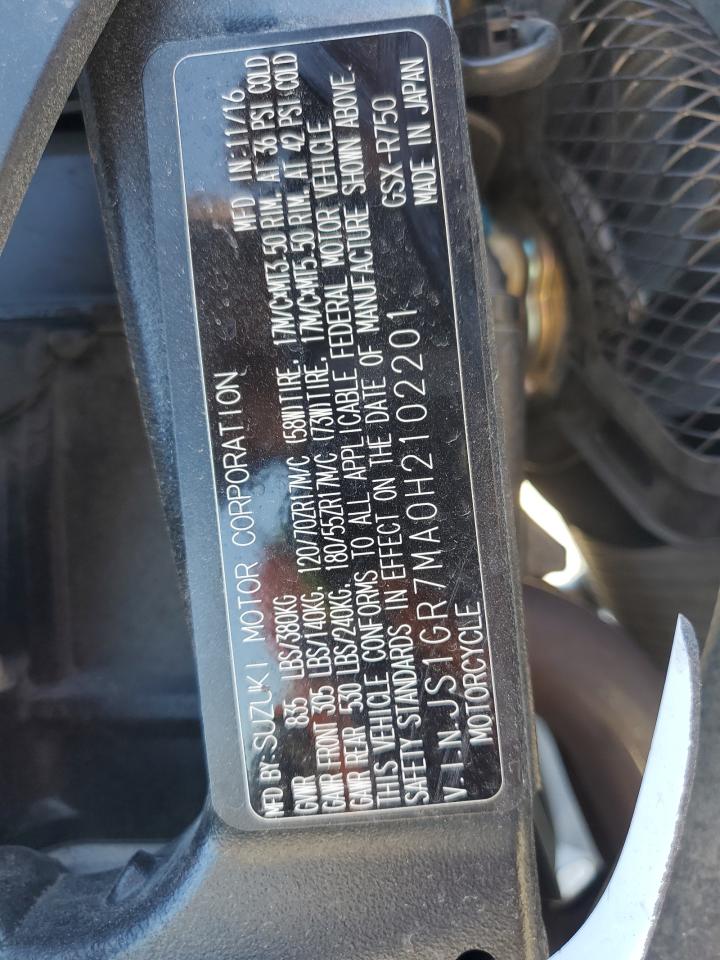 MFD BY:SUZUKI MOTOR CORPORATION MFD IN:11/16
GVWR 835 LBS/380KG 120/70ZR17M/C (58W)TIRE, 17M/C×MT3.50 RIM, AT 36 PSI COLD
GAWR FRONT 305 LBS/140KG. 180/55ZR17M/C (73W)TIRE, 17M/C×MT5.50 RIM, AT 42 PSI COLD
GAWR REAR 530 LBS/240KG.
THIS VEHICLE CONFORMS TO ALL APPLICABLE FEDERAL MOTOR VEHICLE
SAFETY STANDARDS IN EFFECT ON THE DATE OF MANUFACTURE SHOWN ABOVE.
V.I.N.JS1GR7MA0H2102201 GSX-R750
MOTORCYCLE MADE IN JAPAN